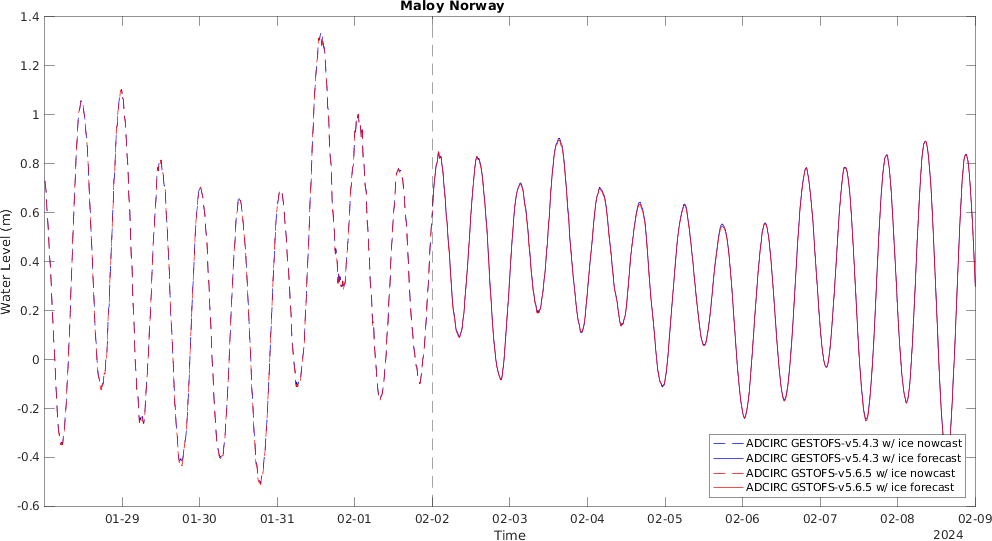 Maloy Norway
1.4
1.2
1
0.8
0.6
0.4
0.2
0
-0.2
-0.4
-0.6
Water Level (m)
ADCIRC GESTOFS-v5.4.3 w/ ice nowcast
ADCIRC GESTOFS-v5.4.3 w/ ice forecast
ADCIRC GSTOFS-v5.6.5 w/ ice nowcast
ADCIRC GSTOFS-v5.6.5 w/ ice forecast
01-29 01-30 01-31 02-01 02-02 02-03 02-04 02-05 02-06 02-07 02-08 02-09
Time
2024